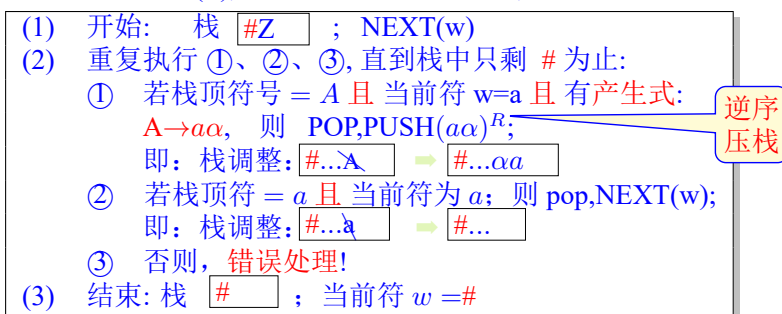 (1) 开始: 栈 #Z ; NEXT(w)
(2) 重复执行 ①、②、③, 直到栈中只剩 # 为止:
① 若栈顶符号 = A 且 当前符 w=a 且 有产生式:
A→aα, 则 POP,PUSH(aα)ᴿ;
逆序
压栈
即：栈调整: #...A ⇒ #...αa
② 若栈顶符 = a 且 当前符为 a；则 pop,NEXT(w);
即：栈调整: #...a ⇒ #...
③ 否则，错误处理!
(3) 结束: 栈 # ；当前符 w =#